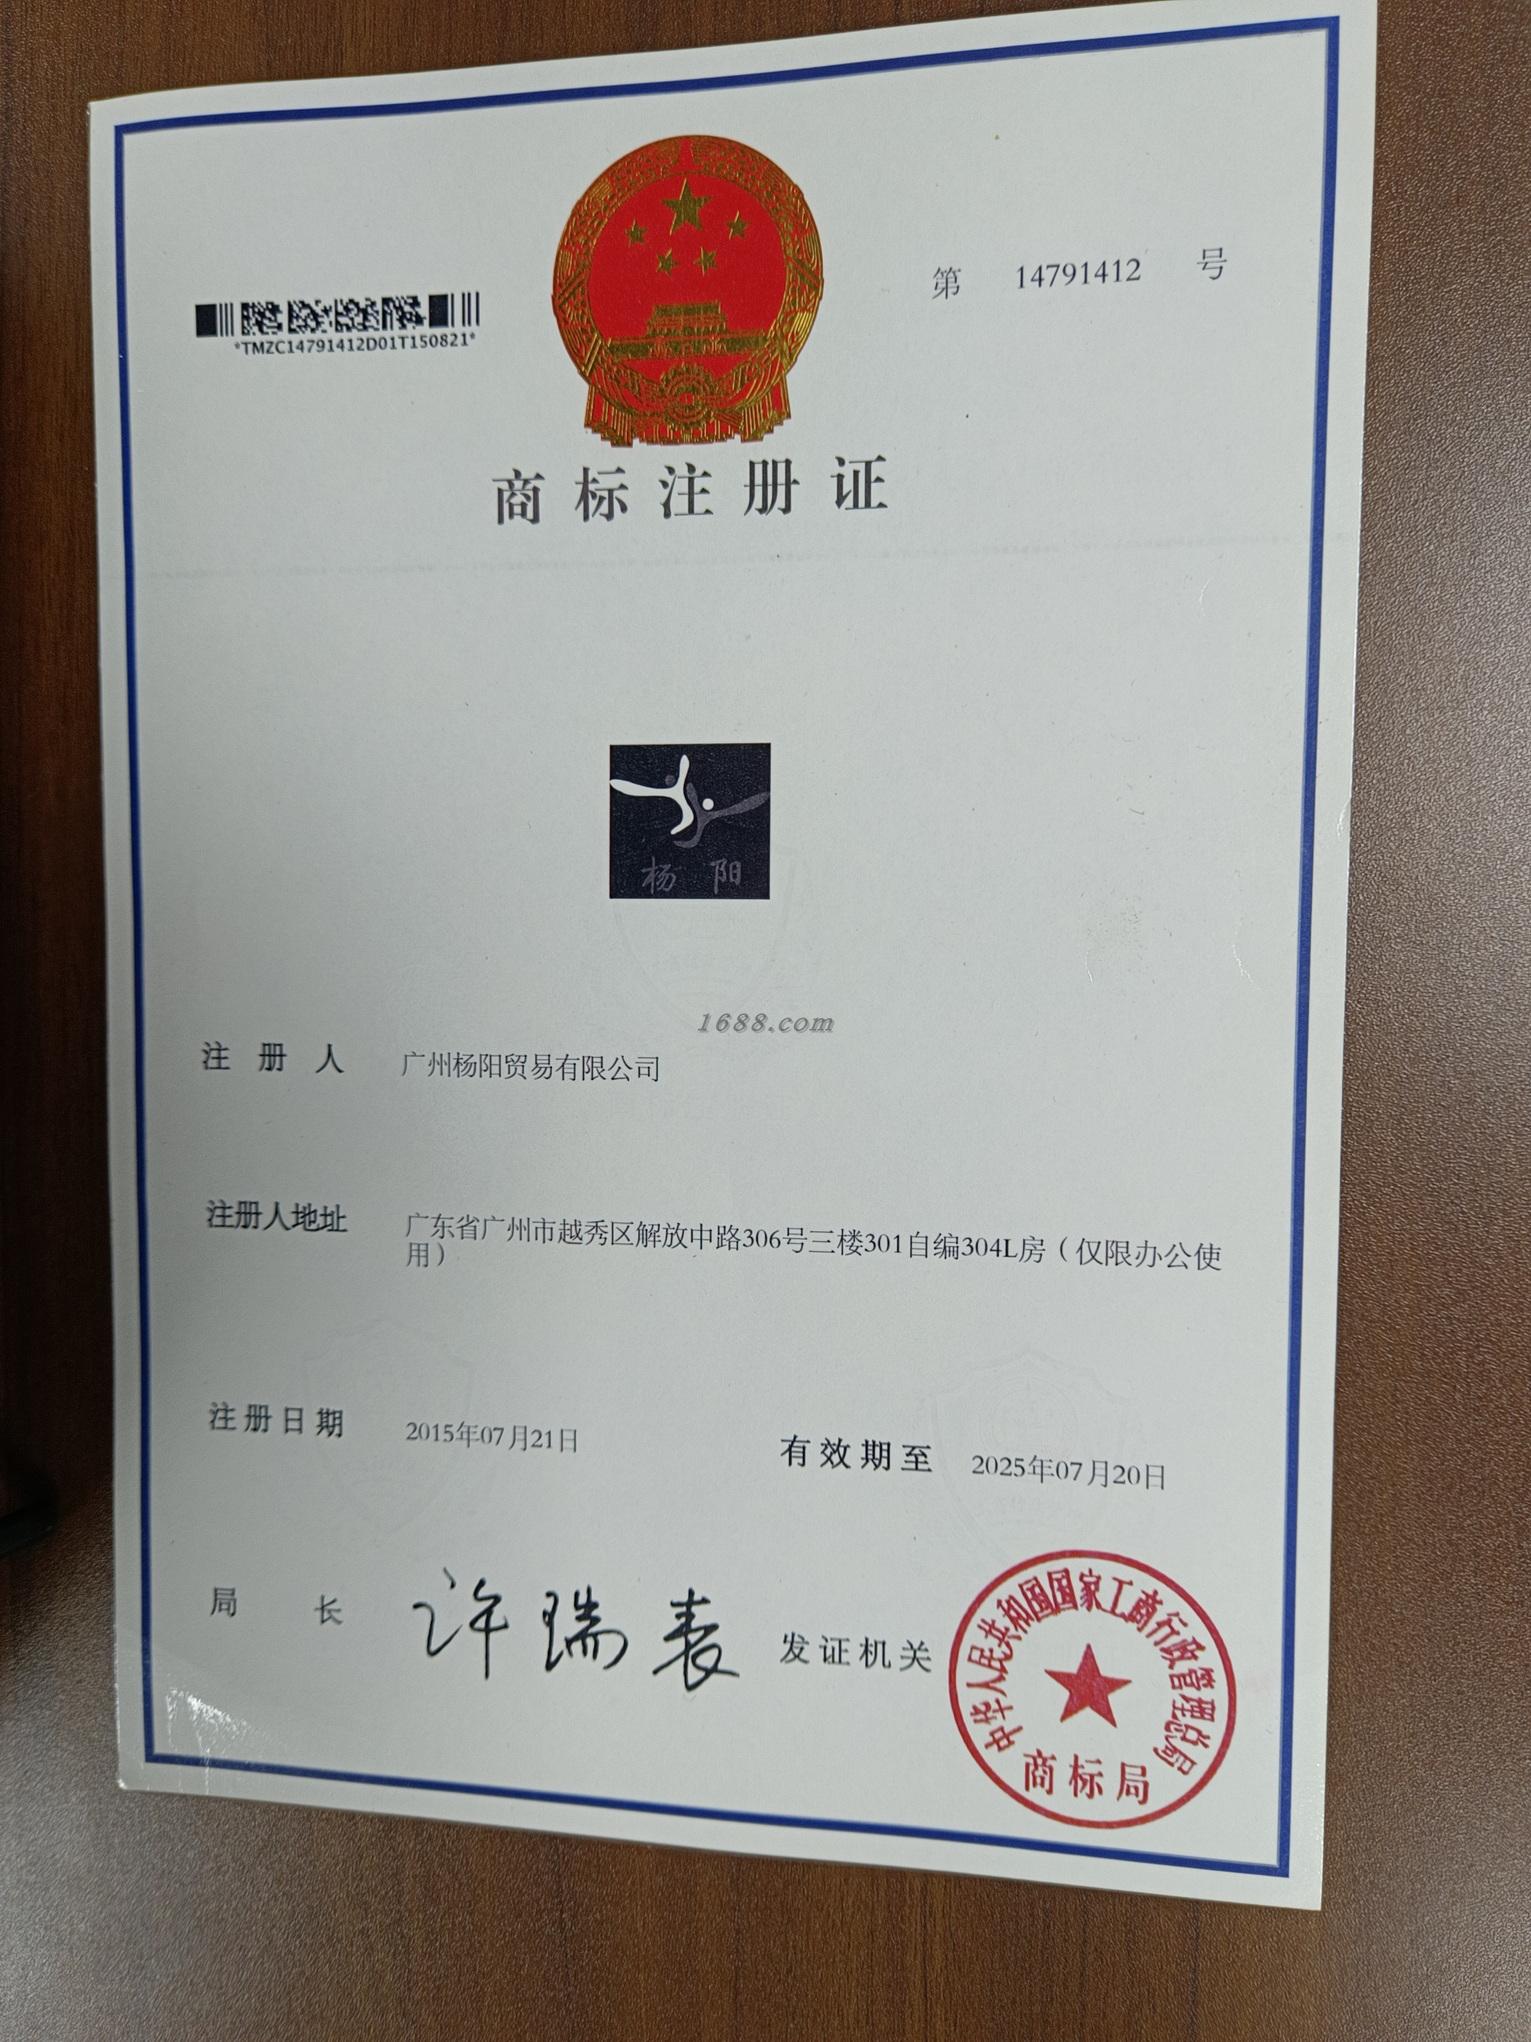 第 14791412 号
*TMZC14791412D01T150821*
商标注册证
杨 阳
1688.com
注册人 广州杨阳贸易有限公司
注册人地址 广东省广州市越秀区解放中路306号三楼301自编304L房（仅限办公使
用）
注册日期 2015年07月21日 有效期至 2025年07月20日
局长 许瑞表 发证机关
中华人民共和国国家工商行政管理总局
商标局